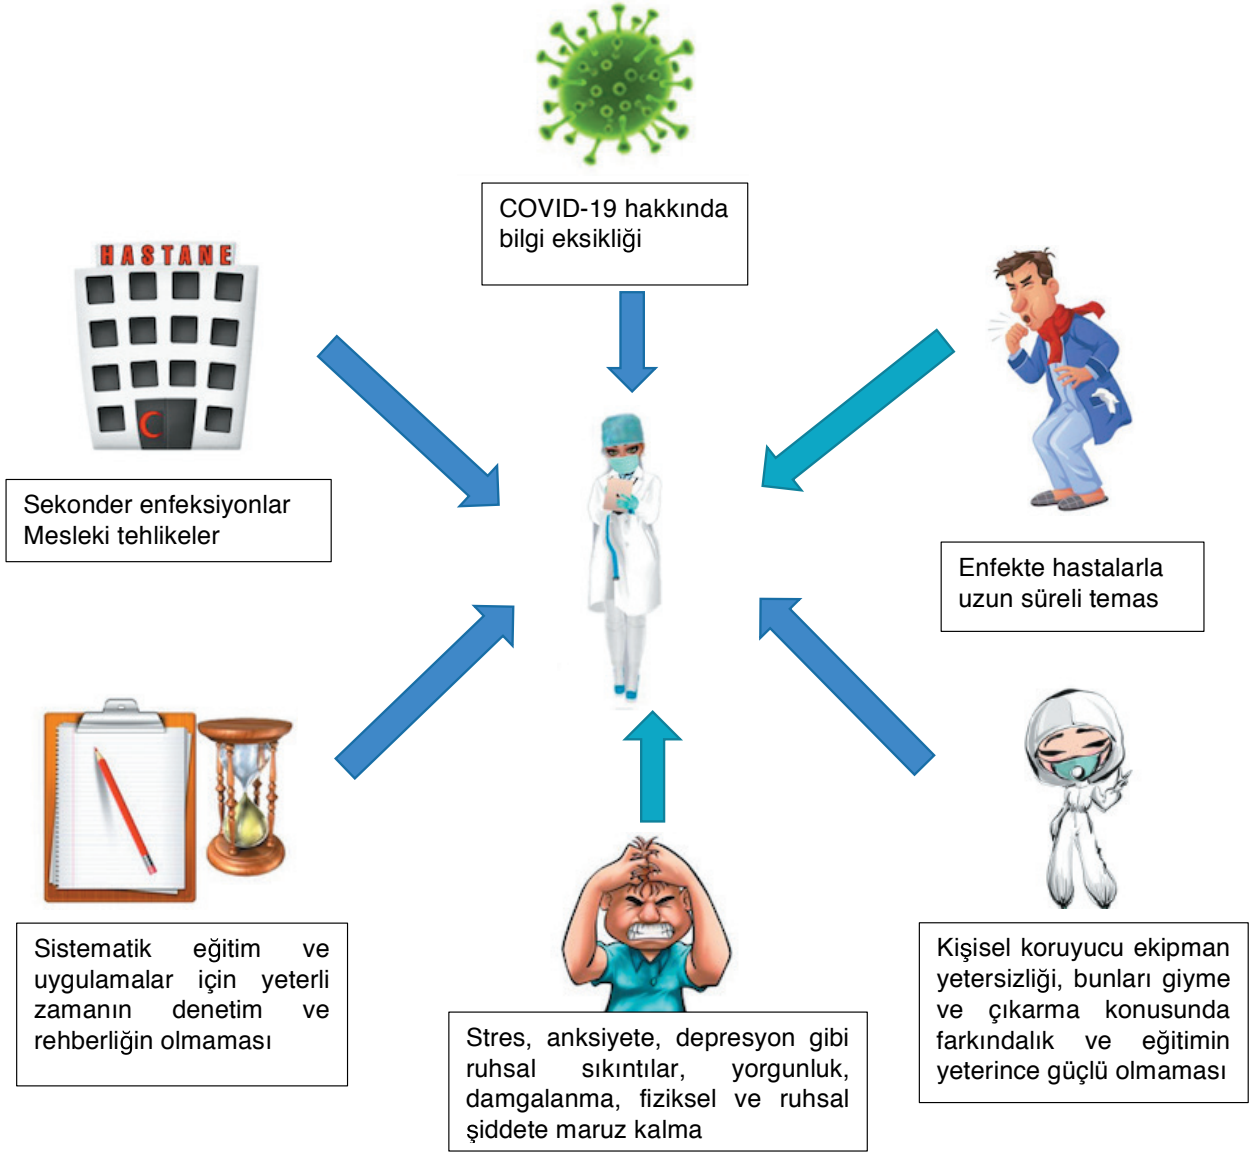 COVID-19 hakkında
bilgi eksikliği
HASTANE
Sekonder enfeksiyonlar
Mesleki tehlikeler
Enfekte hastalarla
uzun süreli temas
Sistematik eğitim ve
uygulamalar için yeterli
zamanın denetim ve
rehberliğin olmaması
Stres, anksiyete, depresyon gibi
ruhsal sıkıntılar, yorgunluk,
damgalanma, fiziksel ve ruhsal
şiddete maruz kalma
Kişisel koruyucu ekipman
yetersizliği, bunları giyme
ve çıkarma konusunda
farkındalık ve eğitimin
yeterince güçlü olmaması